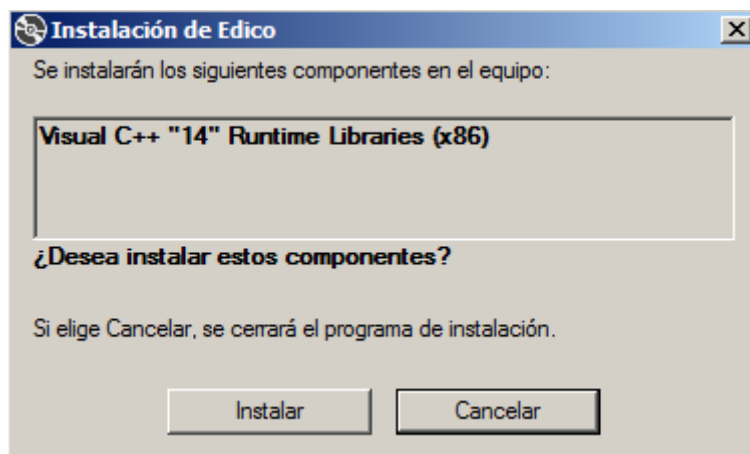 Instalación de Edico
Se instalarán los siguientes componentes en el equipo:
Visual C++ "14" Runtime Libraries (x86)
¿Desea instalar estos componentes?
Si elige Cancelar, se cerrará el programa de instalación.
Instalar
Cancelar